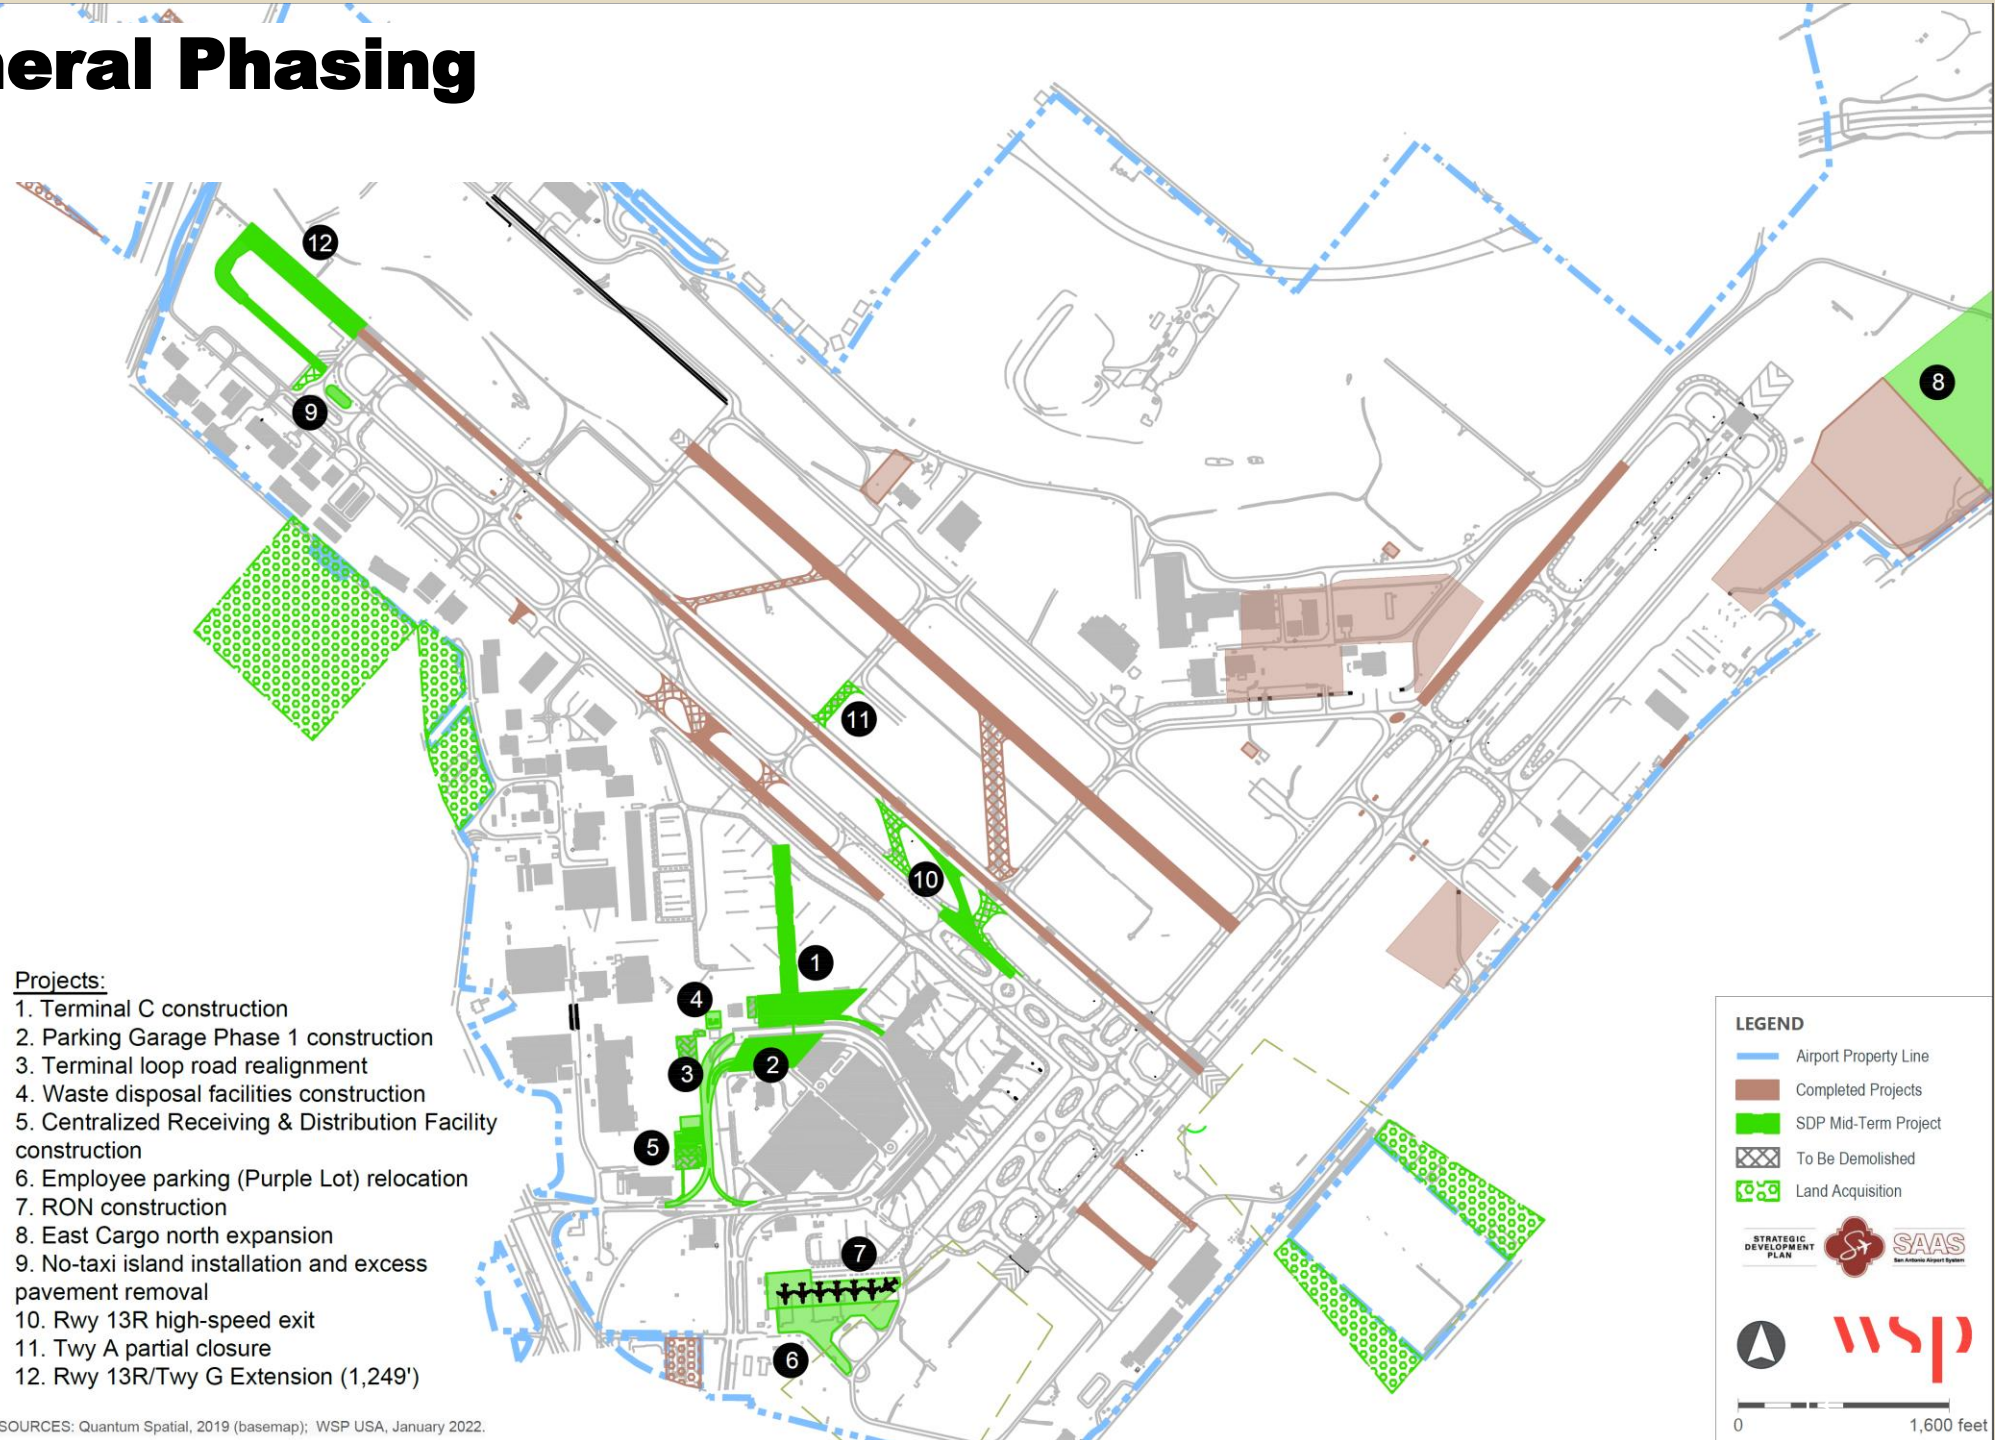 neral Phasing
12
8
9
11
10
1
4
2
3
5
7
6
Projects:
1. Terminal C construction
2. Parking Garage Phase 1 construction
3. Terminal loop road realignment
4. Waste disposal facilities construction
5. Centralized Receiving & Distribution Facility
construction
6. Employee parking (Purple Lot) relocation
7. RON construction
8. East Cargo north expansion
9. No-taxi island installation and excess
pavement removal
10. Rwy 13R high-speed exit
11. Twy A partial closure
12. Rwy 13R/Twy G Extension (1,249')
SOURCES: Quantum Spatial, 2019 (basemap); WSP USA, January 2022.
LEGEND
Airport Property Line
Completed Projects
SDP Mid-Term Project
To Be Demolished
Land Acquisition
STRATEGIC
DEVELOPMENT
PLAN
SAAS
San Antonio Airport System
wsp
0
1,600 feet